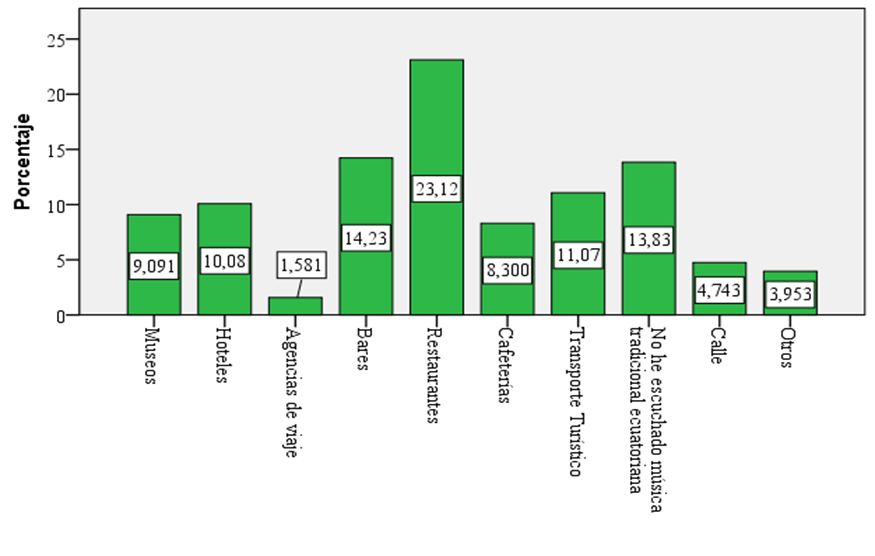 Porcentaje
25
20
15
10
5
0
9,091
10,08
1,581
14,23
23,12
8,300
11,07
13,83
4,743
3,953
Museos
Hoteles
Agencias de viaje
Bares
Restaurantes
Cafeterías
Transporte Turístico
No he escuchado música
tradicional ecuatoriana
Calle
Otros